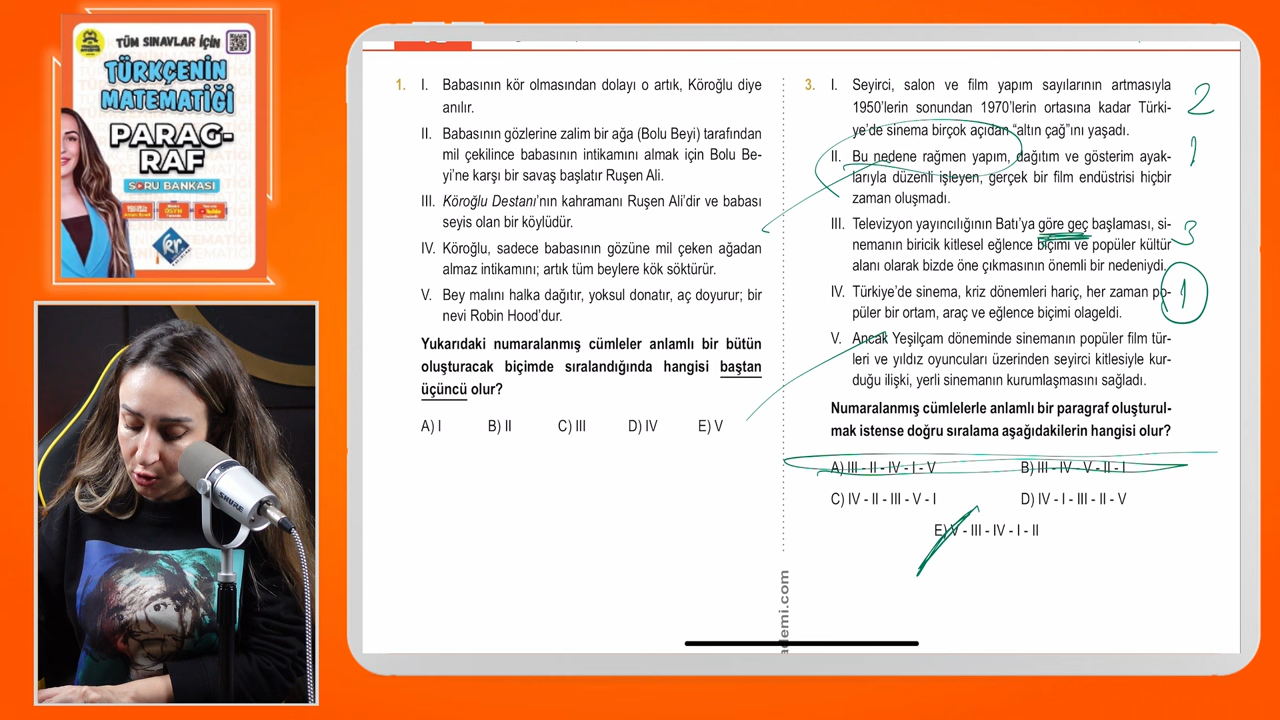 TÜM SINAVLAR İÇİN
TÜRKÇENİN
MATEMATİĞİ
PARAG-
RAF
SORU BANKASI
1. I. Babasının kör olmasından dolayı o artık, Köroğlu diye
anılır.
II. Babasının gözlerine zalim bir ağa (Bolu Beyi) tarafından
mil çekilince babasının intikamını almak için Bolu Be-
yi’ne karşı bir savaş başlatır Ruşen Ali.
III. Köroğlu Destanı’nın kahramanı Ruşen Ali’dir ve babası
seyis olan bir köylüdür.
IV. Köroğlu, sadece babasının gözüne mil çeken ağadan
almaz intikamını; artık tüm beylere kök söktürür.
V. Bey malını halka dağıtır, yoksul donatır, aç doyurur; bir
nevi Robin Hood’dur.
Yukarıdaki numaralanmış cümleler anlamlı bir bütün
oluşturacak biçimde sıralandığında hangisi baştan
üçüncü olur?
A) I B) II C) III D) IV E) V
3. I. Seyirci, salon ve film yapım sayılarının artmasıyla
1950’lerin sonundan 1970’lerin ortasına kadar Türki-
ye’de sinema birçok açıdan “altın çağ”ını yaşadı.
II. Bu nedene rağmen yapım, dağıtım ve gösterim ayak-
larıyla düzenli işleyen, gerçek bir film endüstrisi hiçbir
zaman oluşmadı.
III. Televizyon yayıncılığının Batı’ya göre geç başlaması, si-
nemanın biricik kitlesel eğlence biçimi ve popüler kültür
alanı olarak bizde öne çıkmasının önemli bir nedeniydi.
IV. Türkiye’de sinema, kriz dönemleri hariç, her zaman po-
püler bir ortam, araç ve eğlence biçimi olageldi.
V. Ancak Yeşilçam döneminde sinemanın popüler film tür-
leri ve yıldız oyuncuları üzerinden seyirci kitlesiyle kur-
duğu ilişki, yerli sinemanın kurumlaşmasını sağladı.
Numaralanmış cümlelerle anlamlı bir paragraf oluşturul-
mak istense doğru sıralama aşağıdakilerin hangisi olur?
A) III - II - IV - I - V B) III - IV - V - II - I
C) IV - II - III - V - I D) IV - I - III - II - V
E) V - III - IV - I - II
2
1
3
1
ademi.com
SHURE